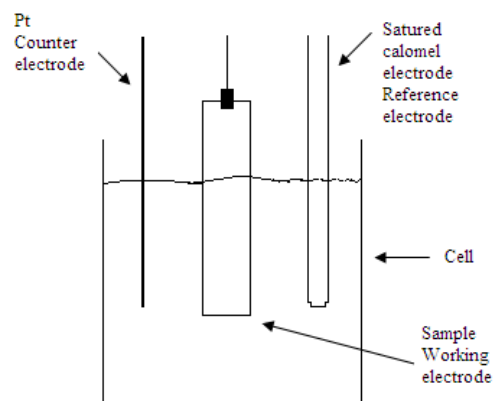 Pt
Counter
electrode
Satured
calomel
electrode
Reference
electrode
Cell
Sample
Working
electrode